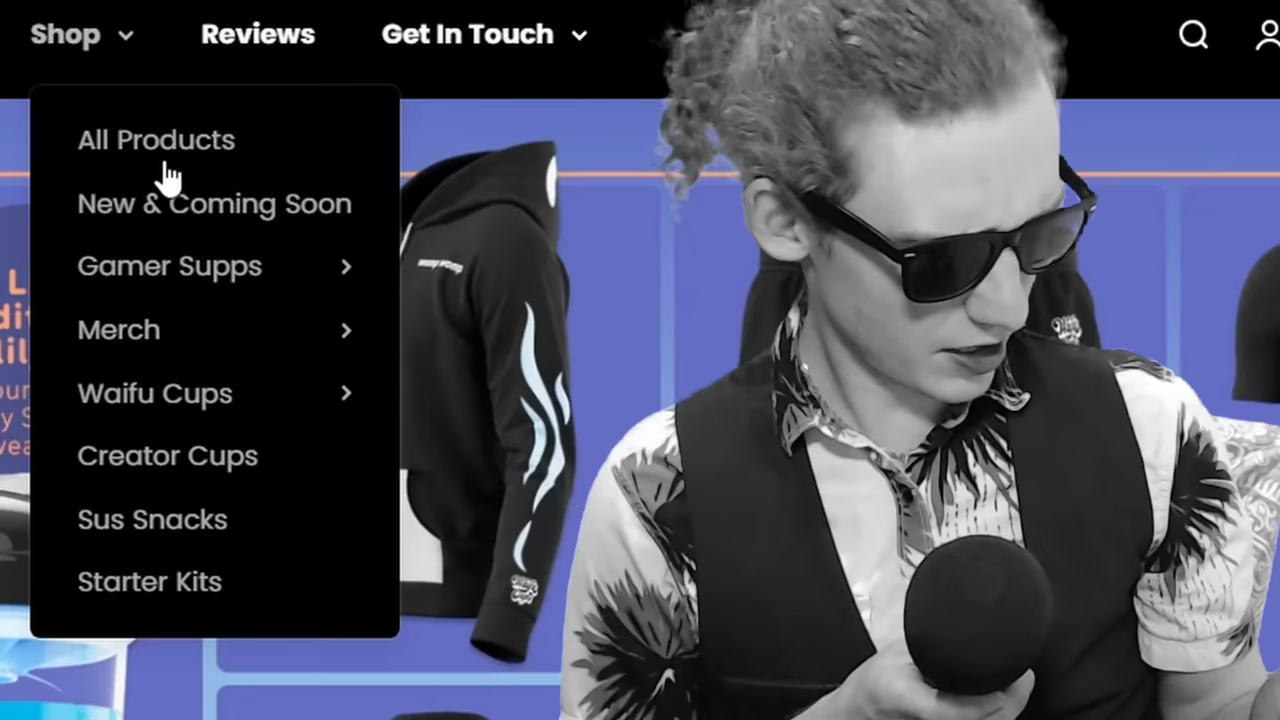 Shop
Reviews
Get In Touch
All Products
New & Coming Soon
Gamer Supps
Merch
Waifu Cups
Creator Cups
Sus Snacks
Starter Kits